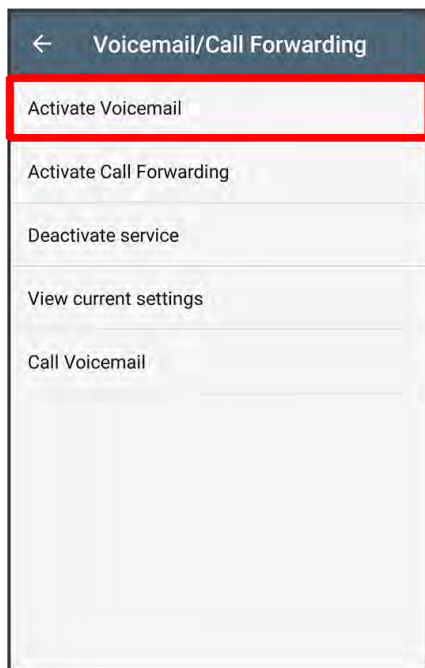 Voicemail/Call Forwarding
Activate Voicemail
Activate Call Forwarding
Deactivate service
View current settings
Call Voicemail